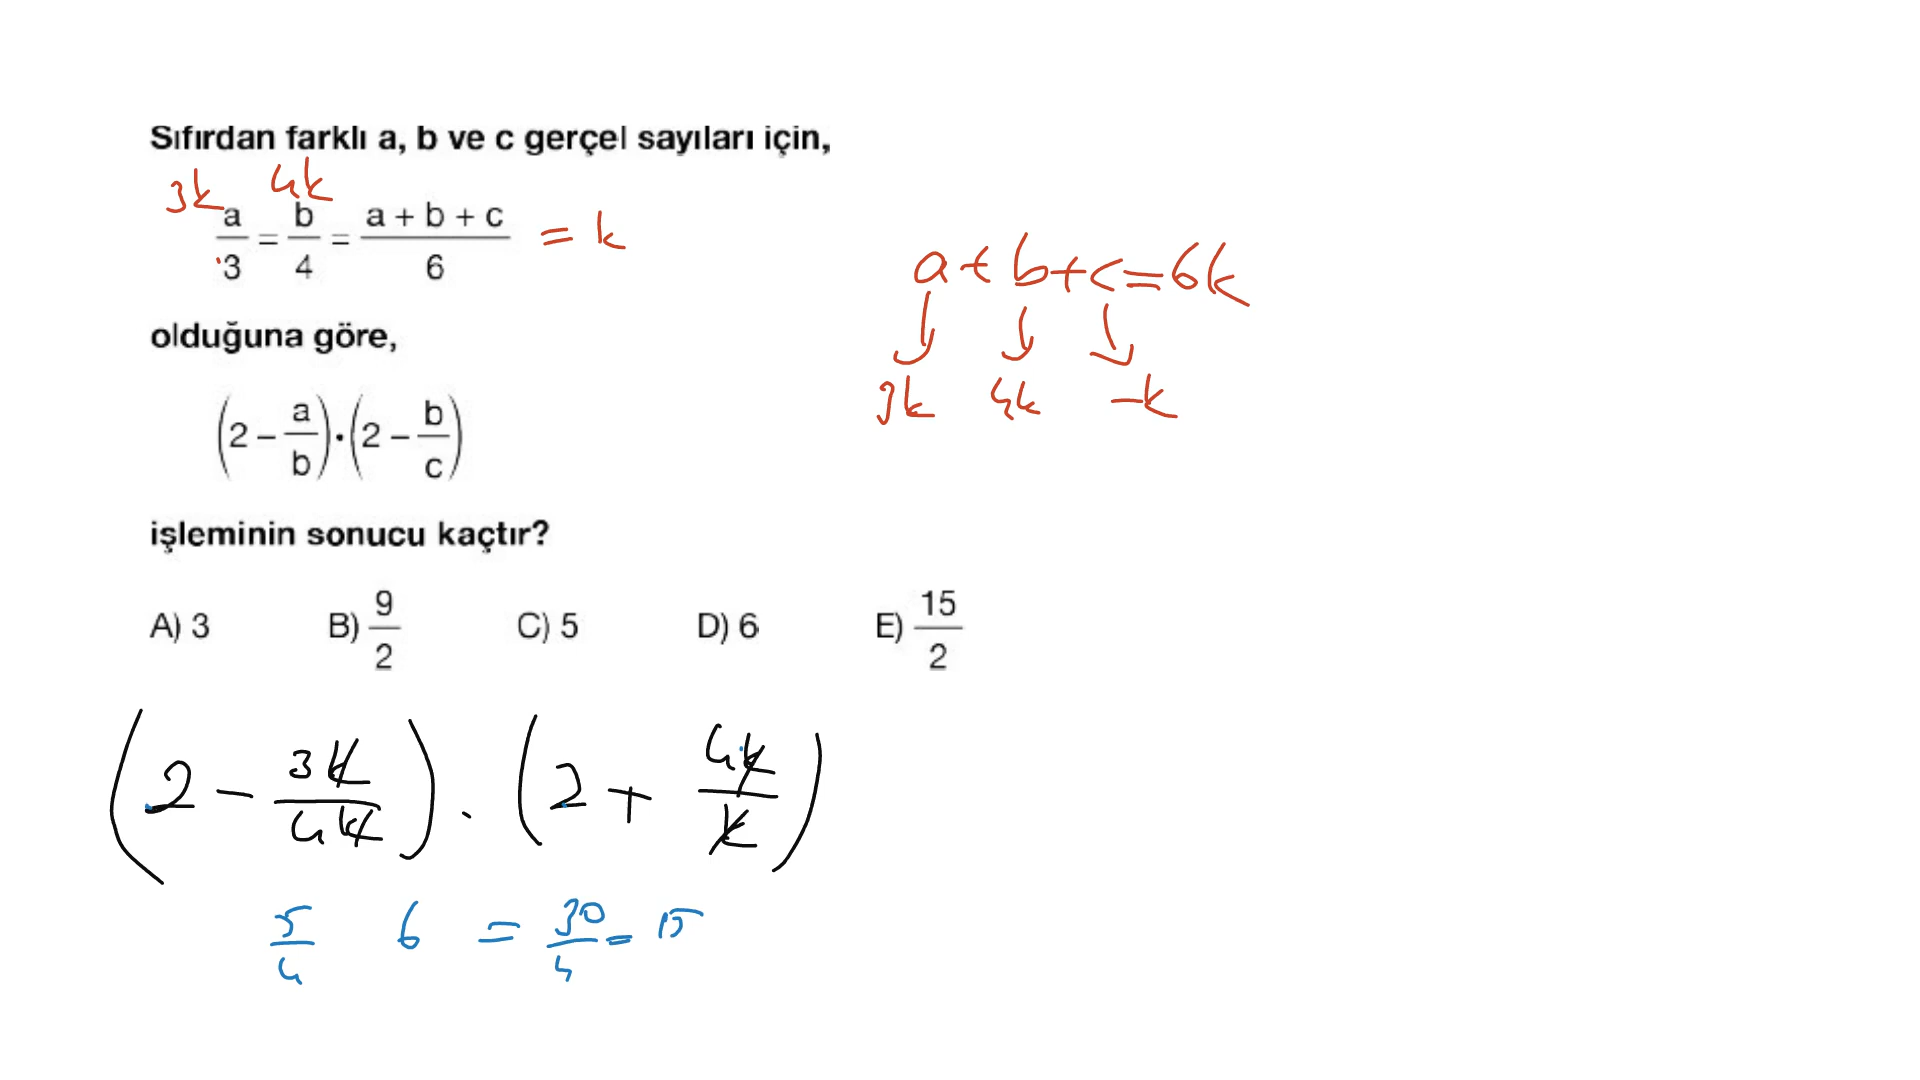 Sıfırdan farklı a, b ve c gerçel sayıları için,
3k 4k
a/3 = b/4 = (a + b + c)/6 = k
a + b + c = 6k
3k 4k -k
olduğuna göre,
(2 - a/b) · (2 - b/c)
işleminin sonucu kaçtır?
A) 3 B) 9/2 C) 5 D) 6 E) 15/2
(2 - 3k/4k) . (2 + 4k/k)
5/4 6 = 30/4 = 15